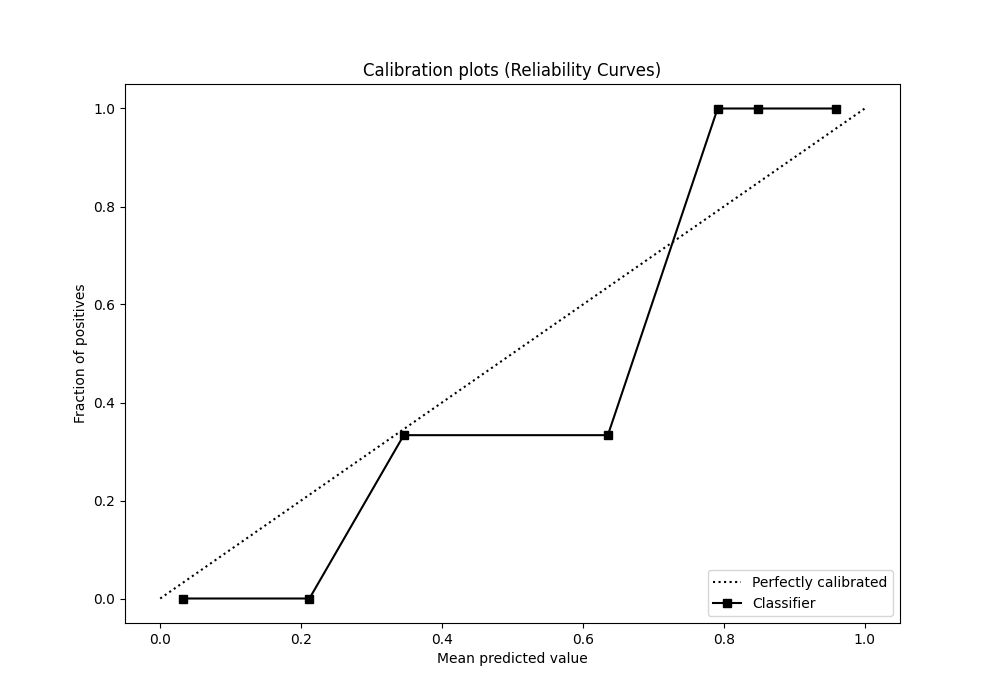 Calibration plots (Reliability Curves)
1.0
0.8
0.6
0.4
0.2
0.0
Fraction of positives
0.0 0.2 0.4 0.6 0.8 1.0
Mean predicted value
Perfectly calibrated
Classifier